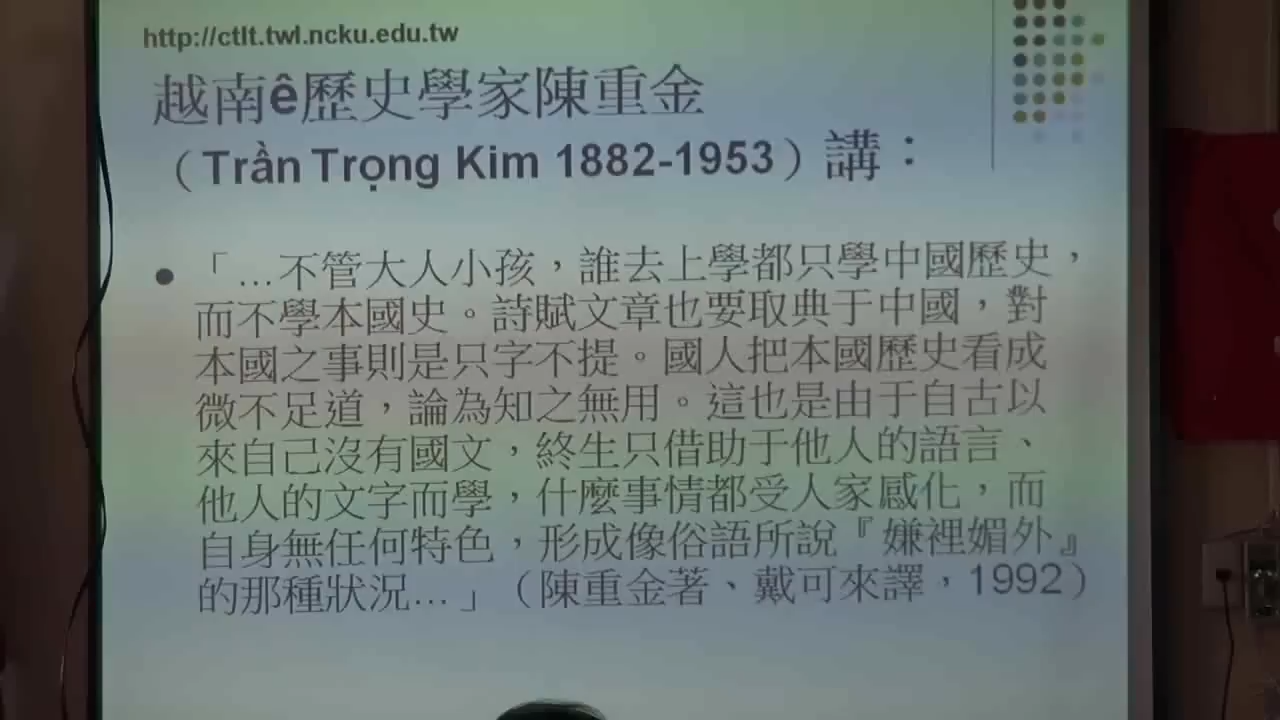 http://ctlt.twl.ncku.edu.tw
越南ê歷史學家陳重金
（Trần Trọng Kim 1882-1953）講：
● 「…不管大人小孩，誰去上學都只學中國歷史，
而不學本國史。詩賦文章也要取典于中國，對
本國之事則是只字不提。國人把本國歷史看成
微不足道，論為知之無用。這也是由于自古以
來自己沒有國文，終生只借助于他人的語言、
他人的文字而學，什麼事情都受人家感化，而
自身無任何特色，形成像俗語所說『嫌裡媚外』
的那種狀況…」（陳重金著、戴可來譯，1992）